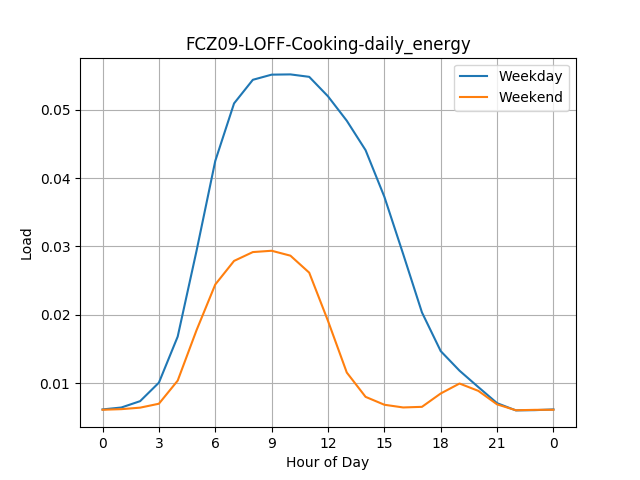 FCZ09-LOFF-Cooking-daily_energy
Weekday
Weekend
0.05
0.04
0.03
0.02
0.01
Load
0 3 6 9 12 15 18 21 0
Hour of Day